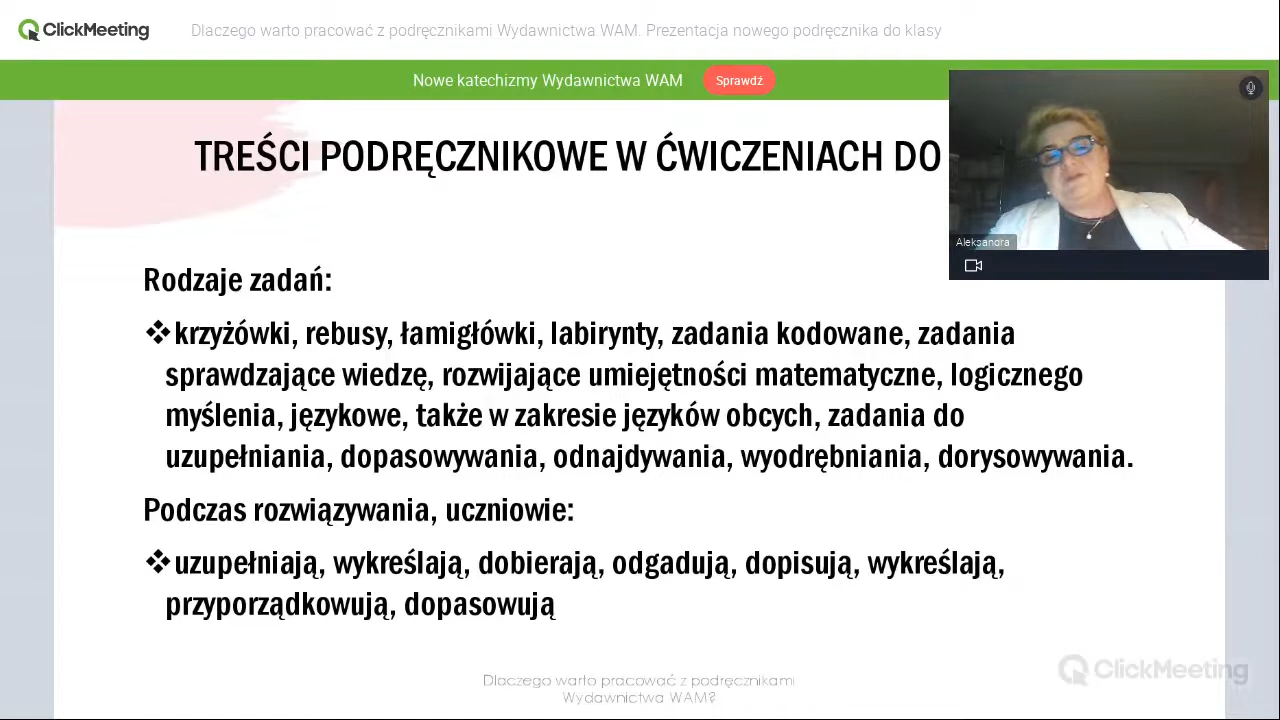 ClickMeeting
Dlaczego warto pracować z podręcznikami Wydawnictwa WAM. Prezentacja nowego podręcznika do klasy
Nowe katechizmy Wydawnictwa WAM
Sprawdź
TREŚCI PODRĘCZNIKOWE W ĆWICZENIACH DO
Aleksandra
Rodzaje zadań:
❖krzyżówki, rebusy, łamigłówki, labirynty, zadania kodowane, zadania
sprawdzające wiedzę, rozwijające umiejętności matematyczne, logicznego
myślenia, językowe, także w zakresie języków obcych, zadania do
uzupełniania, dopasowywania, odnajdywania, wyodrębniania, dorysowywania.
Podczas rozwiązywania, uczniowie:
❖uzupełniają, wykreślają, dobierają, odgadują, dopisują, wykreślają,
przyporządkowują, dopasowują
ClickMeeting
Dlaczego warto pracować z podręcznikami
Wydawnictwa WAM?